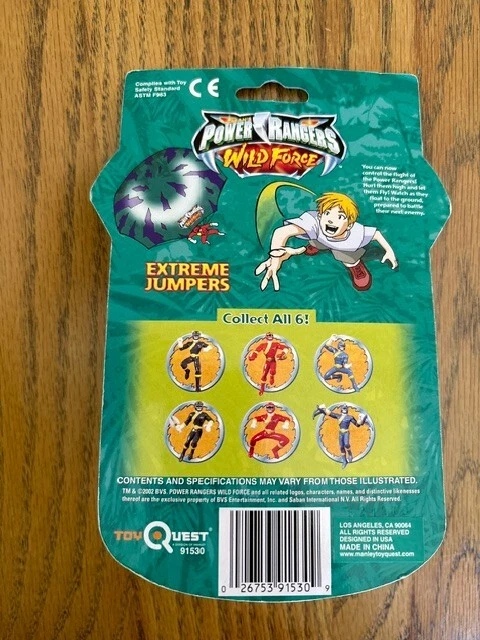 Complies with Toy
Safety Standard
ASTM F963
CE
POWER RANGERS
WILD FORCE
You can now
control the flight of
the Power Rangers!
Hurl them high and let
them Fly! Watch as they
float to the ground,
prepared to battle
their next enemy.
EXTREME
JUMPERS
Collect All 6!
CONTENTS AND SPECIFICATIONS MAY VARY FROM THOSE ILLUSTRATED.
TM & ©2002 BVS. POWER RANGERS WILD FORCE and all related logos, characters, names, and distinctive likenesses
thereof are the exclusive property of BVS Entertainment, Inc. and Saban International N.V. All Rights Reserved.
TOY QUEST
91530
0 26753 91530 9
LOS ANGELES, CA 90064
ALL RIGHTS RESERVED
DESIGNED IN USA
MADE IN CHINA
www.manleytoyquest.com